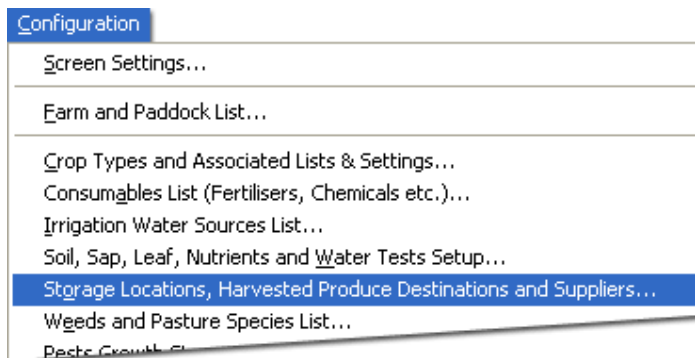 Configuration
Screen Settings...
Farm and Paddock List...
Crop Types and Associated Lists & Settings...
Consumables List (Fertilisers, Chemicals etc.)...
Irrigation Water Sources List...
Soil, Sap, Leaf, Nutrients and Water Tests Setup...
Storage Locations, Harvested Produce Destinations and Suppliers...
Weeds and Pasture Species List...
Pests Growth